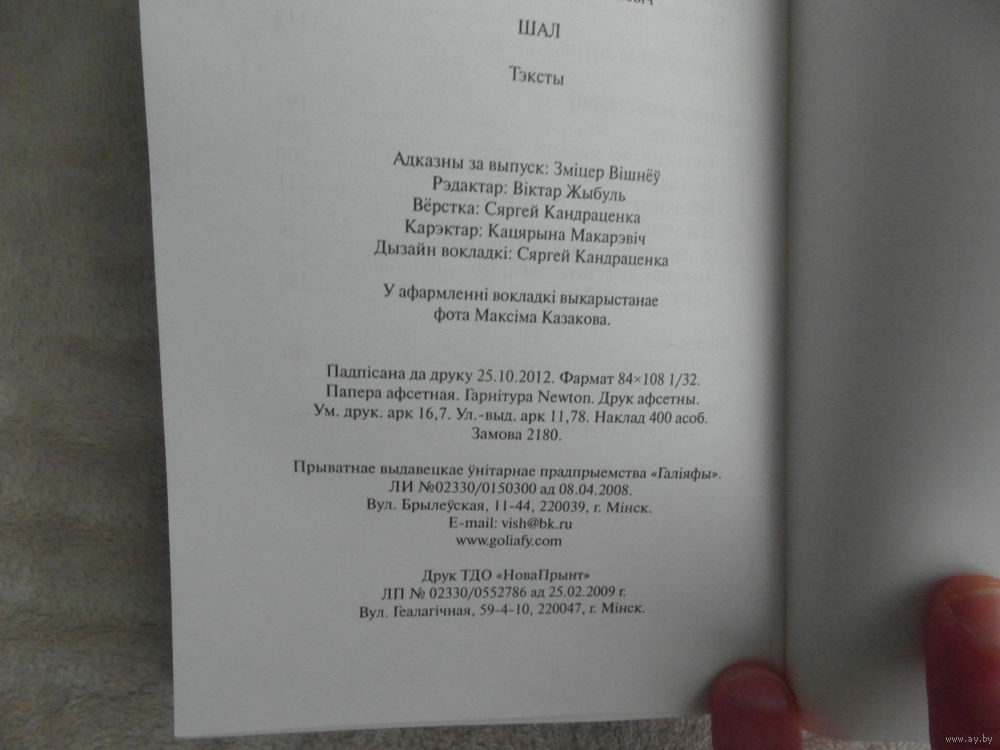 ШАЛ
Тэксты
Адказны за выпуск: Зміцер Вішнёў
Рэдактар: Віктар Жыбуль
Вёрстка: Сяргей Кандраценка
Карэктар: Кацярына Макарэвіч
Дызайн вокладкі: Сяргей Кандраценка
У афармленні вокладкі выкарыстанае
фота Максіма Казакова.
Падпісана да друку 25.10.2012. Фармат 84×108 1/32.
Папера афсетная. Гарнітура Newton. Друк афсетны.
Ум. друк. арк 16,7. Ул.-выд. арк 11,78. Наклад 400 асоб.
Замова 2180.
Прыватнае выдавецкае ўнітарнае прадпрыемства «Галіяфы».
ЛИ №02330/0150300 ад 08.04.2008.
Вул. Брылеўская, 11-44, 220039, г. Мінск.
E-mail: vish@bk.ru
www.goliafy.com
Друк ТДО «НоваПрынт»
ЛП № 02330/0552786 ад 25.02.2009 г.
Вул. Геалагічная, 59-4-10, 220047, г. Мінск.
www.ay.by